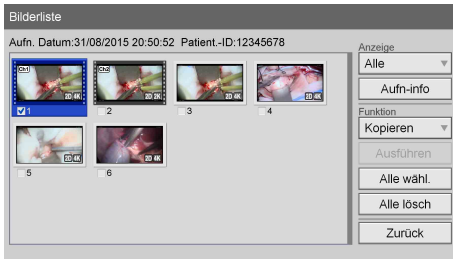 Bilderliste
Aufn. Datum:31/08/2015 20:50:52 Patient.-ID:12345678
Ch1 2D 4K
Ch2 2D 2K
2D 4K
2D 4K
1
2
3
4
2D 4K
2D 2K
5
6
Anzeige
Alle
Aufn-info
Funktion
Kopieren
Ausführen
Alle wähl.
Alle lösch
Zurück